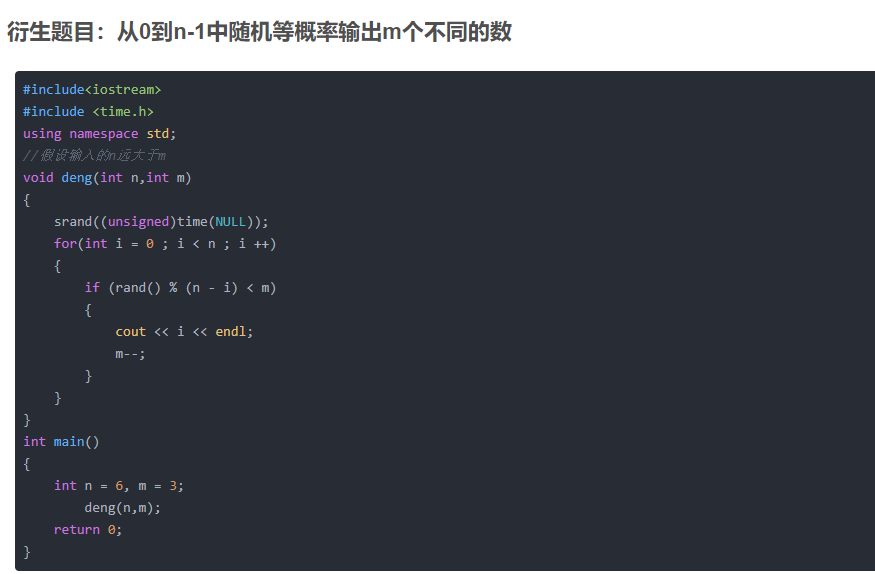 衍生题目：从0到n-1中随机等概率输出m个不同的数
#include<iostream>
#include <time.h>
using namespace std;
//假设输入的n远大于m
void deng(int n,int m)
{
    srand((unsigned)time(NULL));
    for(int i = 0 ; i < n ; i ++)
    {
        if (rand() % (n - i) < m)
        {
            cout << i << endl;
            m--;
        }
    }
}
int main()
{
    int n = 6, m = 3;
        deng(n,m);
    return 0;
}